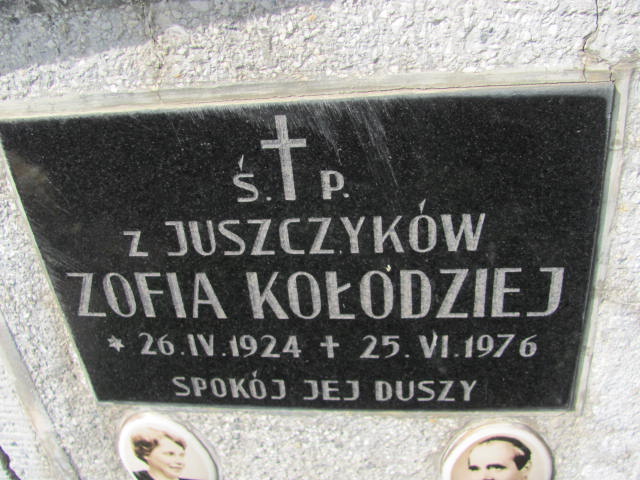 Ś. P.
z JUSZCZYKÓW
ZOFIA KOŁODZIEJ
* 26.IV.1924 + 25.VI.1976
SPOKÓJ JEJ DUSZY